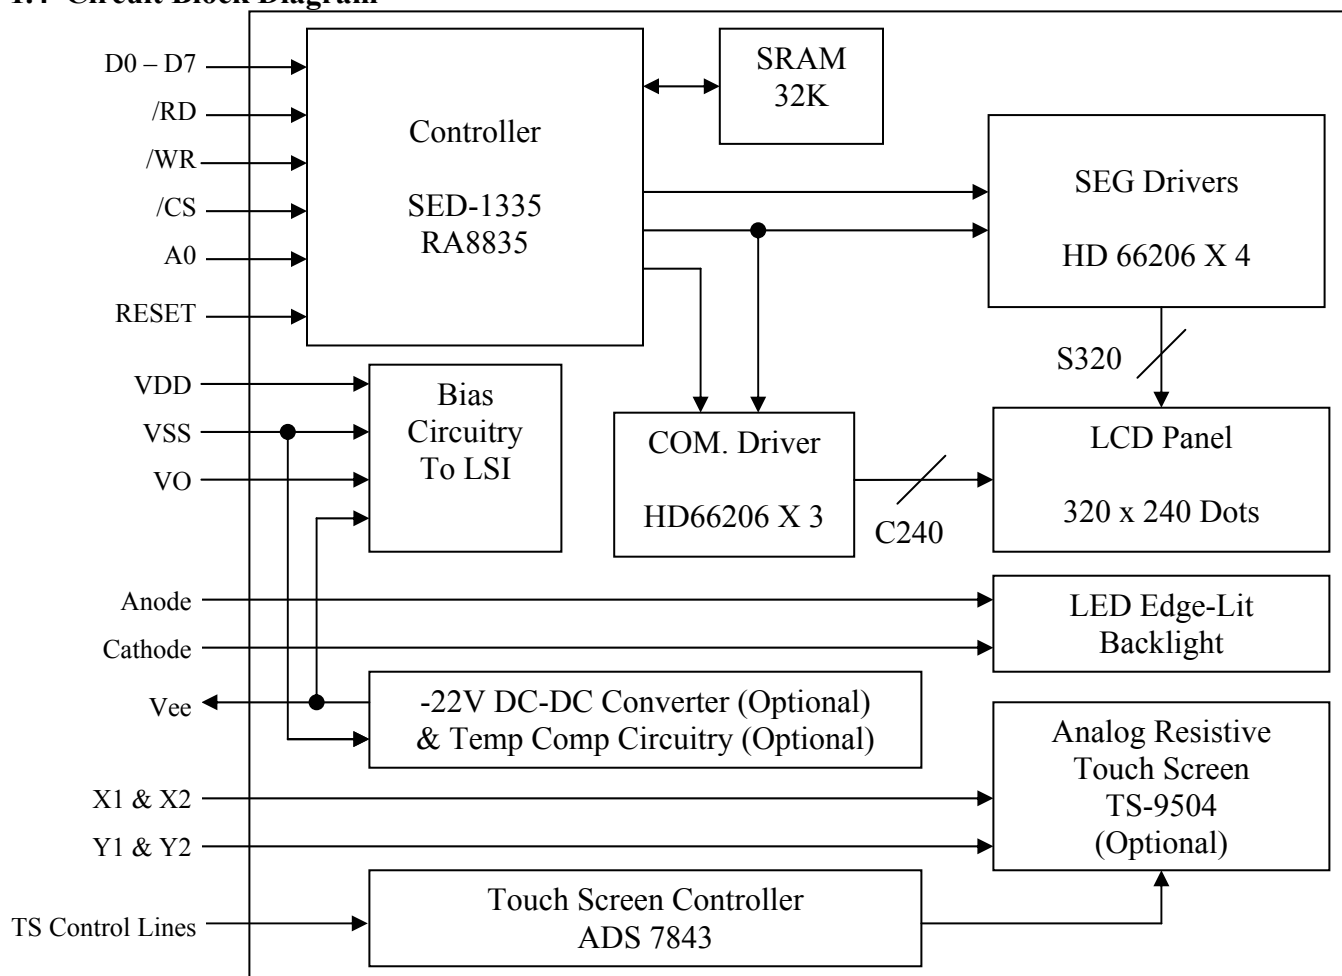 1.4 Circuit Block Diagram
D0 – D7
/RD
/WR
/CS
A0
RESET
Controller
SED-1335
RA8835
SRAM
32K
SEG Drivers
HD 66206 X 4
S320
VDD
VSS
VO
Bias
Circuitry
To LSI
COM. Driver
HD66206 X 3
C240
LCD Panel
320 x 240 Dots
Anode
Cathode
LED Edge-Lit
Backlight
Vee
-22V DC-DC Converter (Optional)
& Temp Comp Circuitry (Optional)
X1 & X2
Y1 & Y2
Analog Resistive
Touch Screen
TS-9504
(Optional)
TS Control Lines
Touch Screen Controller
ADS 7843